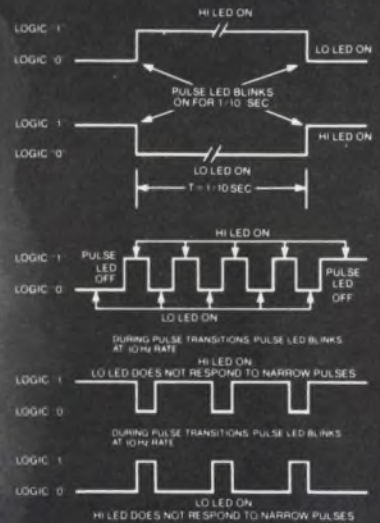 HI LED ON
LOGIC "1"
LOGIC "0"
LO LED ON
PULSE LED BLINKS
ON FOR 1/10 SEC
LOGIC "1"
LOGIC "0"
HI LED ON
LO LED ON
T = 1/10 SEC
HI LED ON
LOGIC "1"
PULSE
LED
OFF
PULSE
LED
OFF
LOGIC "0"
LO LED ON
DURING PULSE TRANSITIONS, PULSE LED BLINKS
AT 10 Hz RATE
HI LED ON
LO LED DOES NOT RESPOND TO NARROW PULSES
LOGIC "1"
LOGIC "0"
DURING PULSE TRANSITIONS, PULSE LED BLINKS
AT 10 Hz RATE
LOGIC "1"
LOGIC "0"
LO LED ON
HI LED DOES NOT RESPOND TO NARROW PULSES